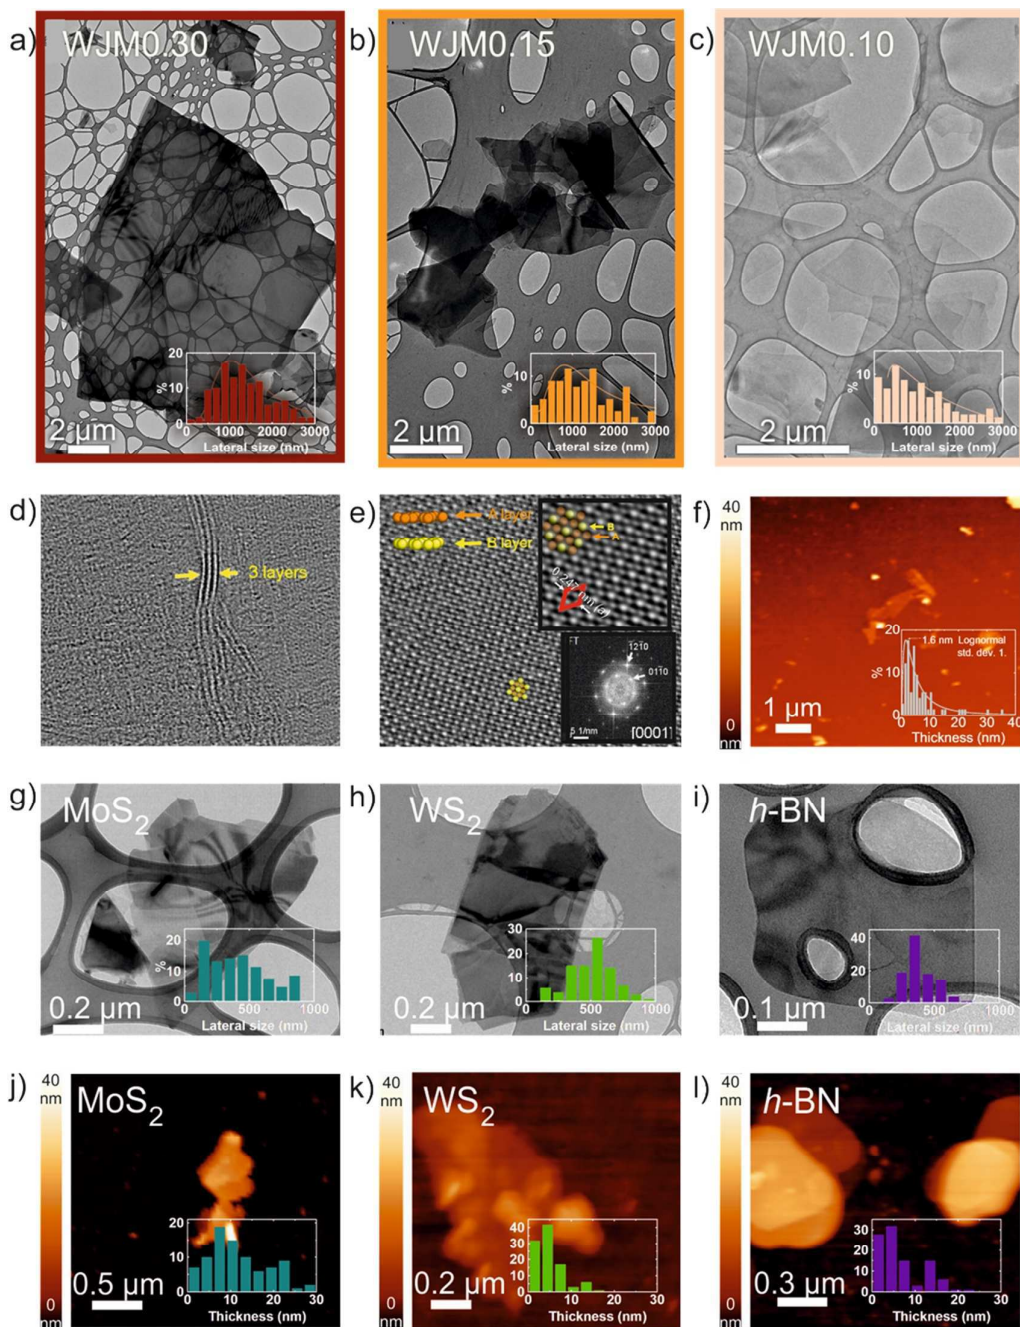 a) WJM0.30
b) WJM0.15
c) WJM0.10
20
10
0
%
0 1000 2000 3000
Lateral size (nm)
2 µm
10
0
%
0 1000 2000 3000
Lateral size (nm)
2 µm
10
0
%
0 1000 2000 3000
Lateral size (nm)
2 µm
d)
3 layers
e)
A layer
B layer
B
A
0.247 nm (a)
FT
1210
0110
5 1/nm
[0001]
f)
40
nm
0
nm
1 µm
20
10
0
%
1.6 nm Lognormal
std. dev. 1.
0 10 20 30 40
Thickness (nm)
g) MoS2
20
10
0
%
0 500 1000
Lateral size (nm)
0.2 µm
h) WS2
30
20
10
0
0 500 1000
Lateral size (nm)
0.2 µm
i) h-BN
40
20
0
0 500 1000
Lateral size (nm)
0.1 µm
j) MoS2
40
nm
0
nm
20
10
0
0 10 20 30
Thickness (nm)
0.5 µm
k) WS2
40
nm
0
nm
40
30
20
10
0
0 10 20 30
Thickness (nm)
0.2 µm
l) h-BN
40
nm
0
nm
30
20
10
0
0 10 20 30
Thickness (nm)
0.3 µm